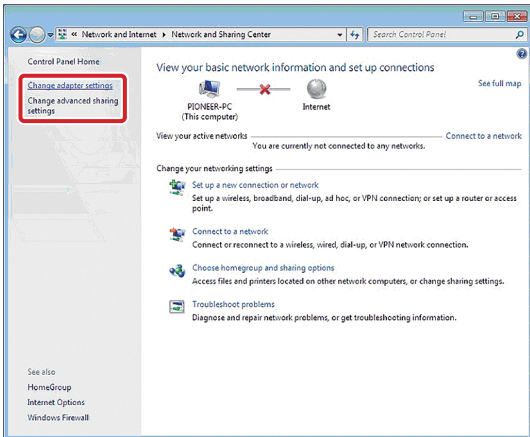 « Network and Internet ▸ Network and Sharing Center
Search Control Panel
Control Panel Home
Change adapter settings
Change advanced sharing
settings
View your basic network information and set up connections
See full map
PIONEER-PC
(This computer)
Internet
View your active networks
Connect to a network
You are currently not connected to any networks.
Change your networking settings
Set up a new connection or network
Set up a wireless, broadband, dial-up, ad hoc, or VPN connection; or set up a router or access
point.
Connect to a network
Connect or reconnect to a wireless, wired, dial-up, or VPN network connection.
Choose homegroup and sharing options
Access files and printers located on other network computers, or change sharing settings.
Troubleshoot problems
Diagnose and repair network problems, or get troubleshooting information.
See also
HomeGroup
Internet Options
Windows Firewall